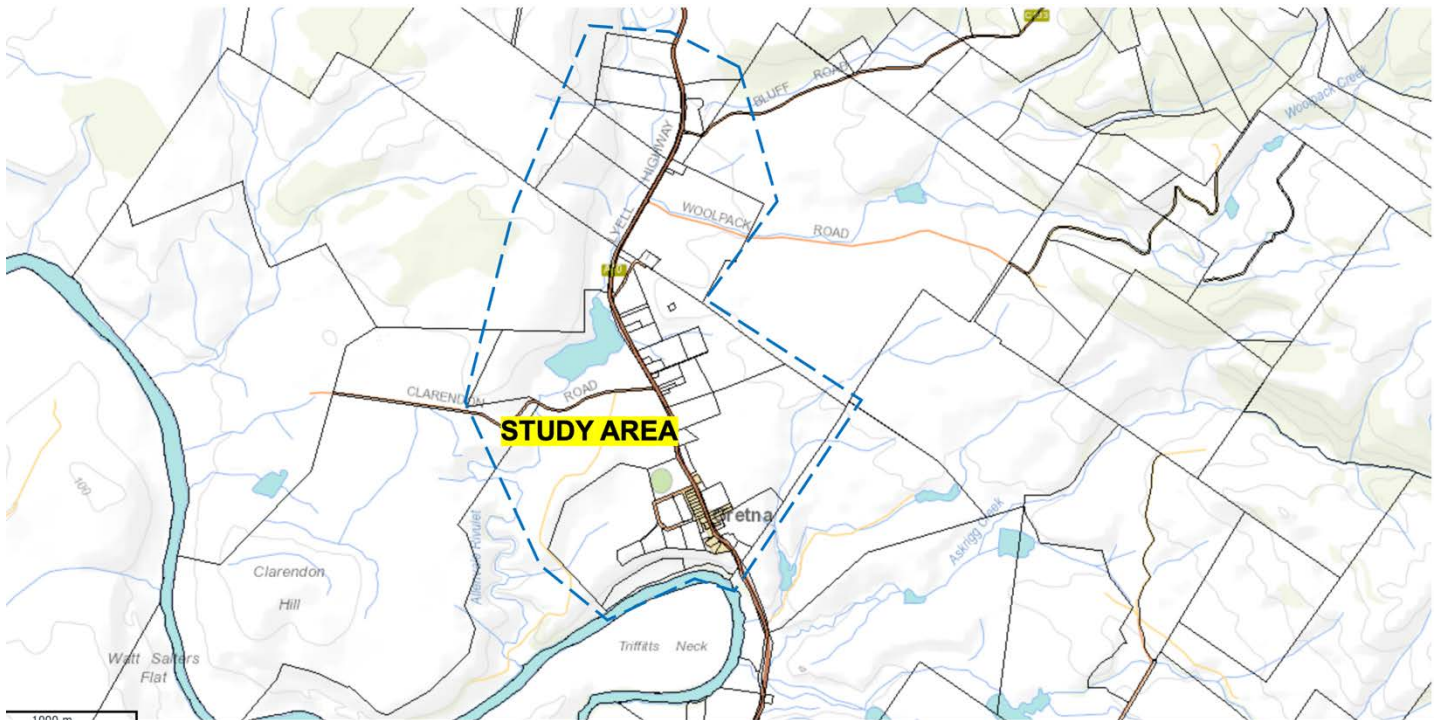 BLUFF ROAD
Woolpack Creek
LYELL HIGHWAY
WOOLPACK ROAD
CLARENDON ROAD
STUDY AREA
100
Gretna
Askrigg Creek
Clarendon
Hill
Triffitts Neck
Watt Salters
Flat
1000 m